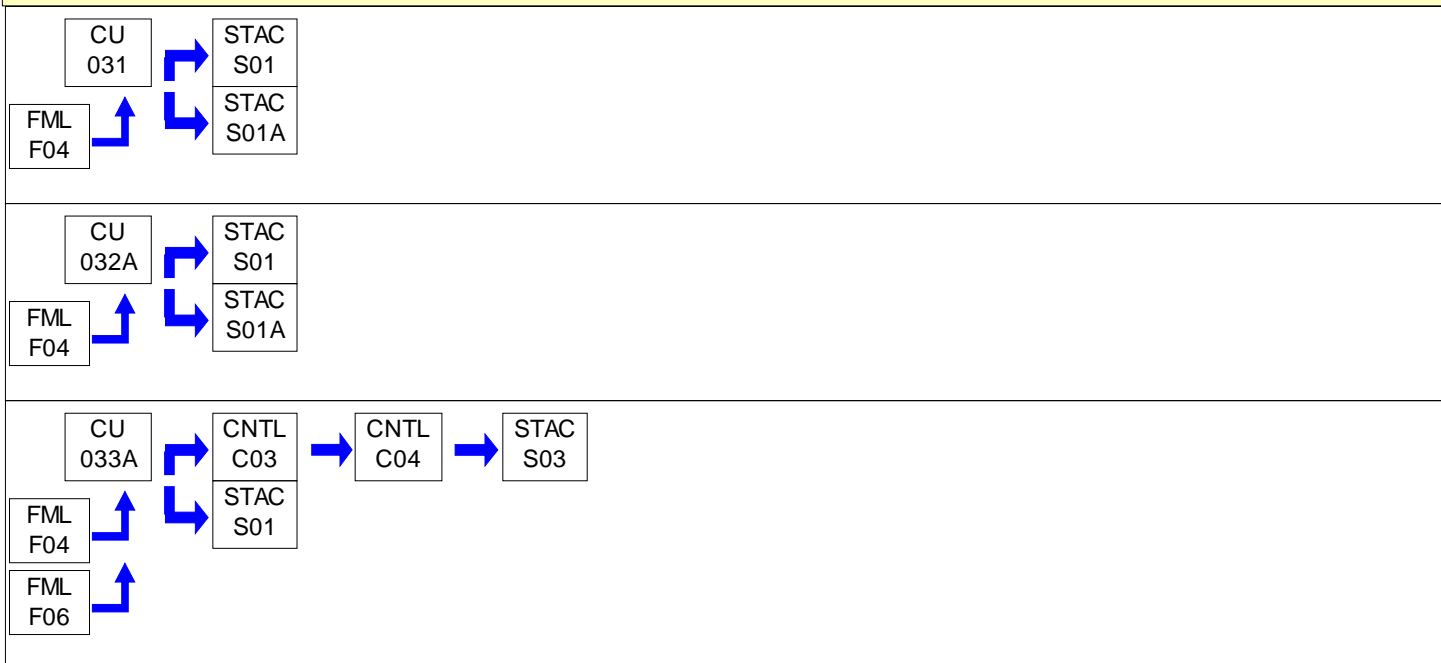 CU
031
STAC
S01
STAC
S01A
FML
F04
CU
032A
STAC
S01
STAC
S01A
FML
F04
CU
033A
CNTL
C03
CNTL
C04
STAC
S03
STAC
S01
FML
F04
FML
F06